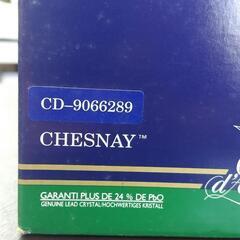 CD–9066289
CHESNAY™
d'A
GARANTI PLUS DE 24 % DE PbO
GENUINE LEAD CRYSTAL/HOCHWERTIGES KRISTALL